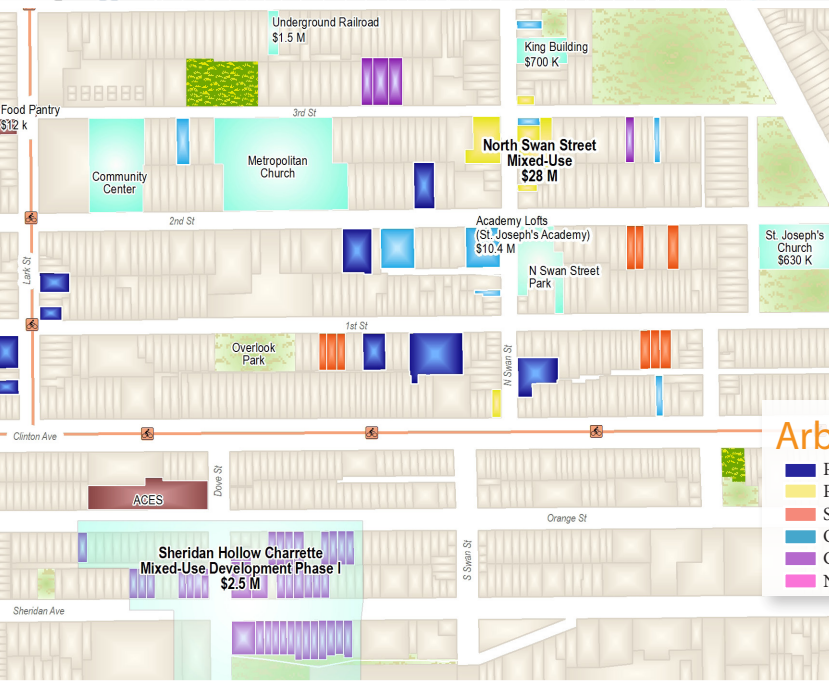 Underground Railroad
$1.5 M
King Building
$700 K
Food Pantry
$12 k
3rd St
Community
Center
Metropolitan
Church
North Swan Street
Mixed-Use
$28 M
2nd St
Academy Lofts
(St. Joseph's Academy)
$10.4 M
St. Joseph's
Church
$630 K
N Swan Street
Park
Lark St
1st St
Overlook
Park
N Swan St
Clinton Ave
Arb
Dove St
ACES
Orange St
S
Sheridan Hollow Charrette
Mixed-Use Development Phase I
$2.5 M
S Swan St
Sheridan Ave